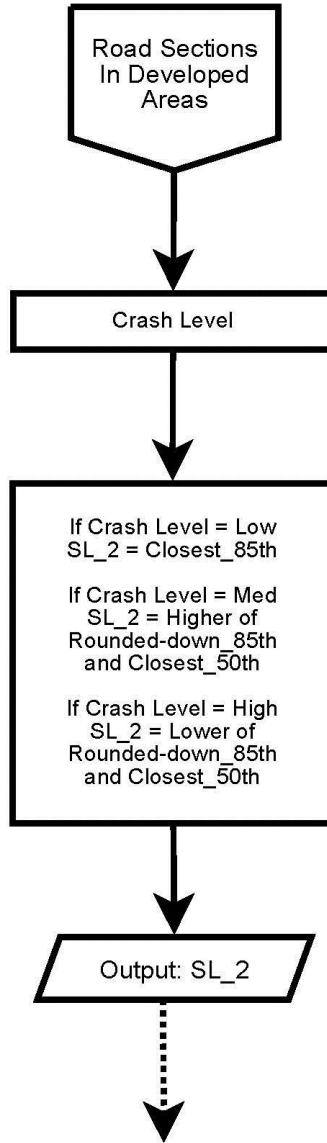 Road Sections
In Developed
Areas
Crash Level
If Crash Level = Low
SL_2 = Closest_85th
If Crash Level = Med
SL_2 = Higher of
Rounded-down_85th
and Closest_50th
If Crash Level = High
SL_2 = Lower of
Rounded-down_85th
and Closest_50th
Output: SL_2